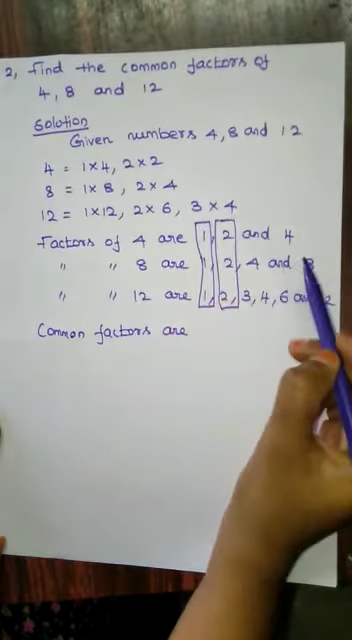 2, Find the common factors of
4, 8 and 12
Solution
Given numbers 4, 8 and 12
4 = 1×4, 2×2
8 = 1×8, 2×4
12 = 1×12, 2×6, 3×4
Factors of 4 are 1, 2 and 4
" " 8 are 1, 2, 4 and 8
" " 12 are 1, 2, 3, 4, 6 and 12
Common factors are